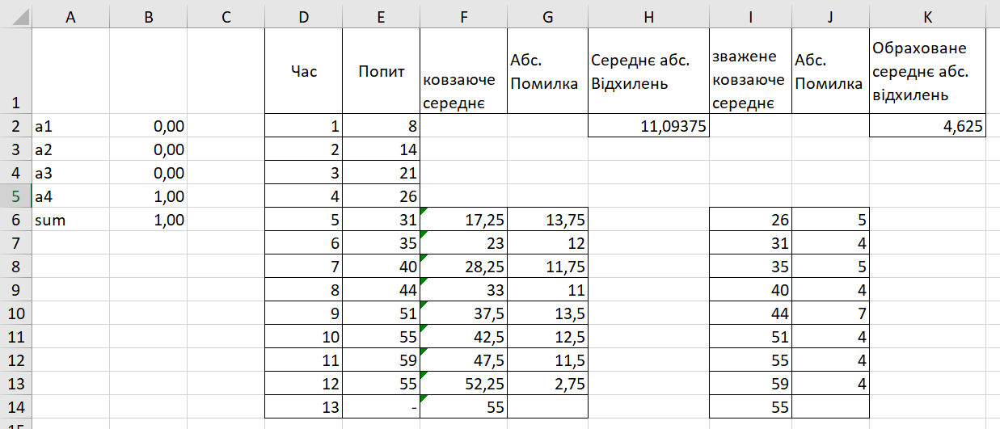 A B C D E F G H I J K
1 Час Попит ковзаюче середнє Абс. Помилка Середнє абс. Відхилень зважене ковзаюче середнє Абс. Помилка Обраховане середнє абс. відхилень
2 a1 0,00 1 8 11,09375 4,625
3 a2 0,00 2 14
4 a3 0,00 3 21
5 a4 1,00 4 26
6 sum 1,00 5 31 17,25 13,75 26 5
7 6 35 23 12 31 4
8 7 40 28,25 11,75 35 5
9 8 44 33 11 40 4
10 9 51 37,5 13,5 44 7
11 10 55 42,5 12,5 51 4
12 11 59 47,5 11,5 55 4
13 12 55 52,25 2,75 59 4
14 13 - 55 55